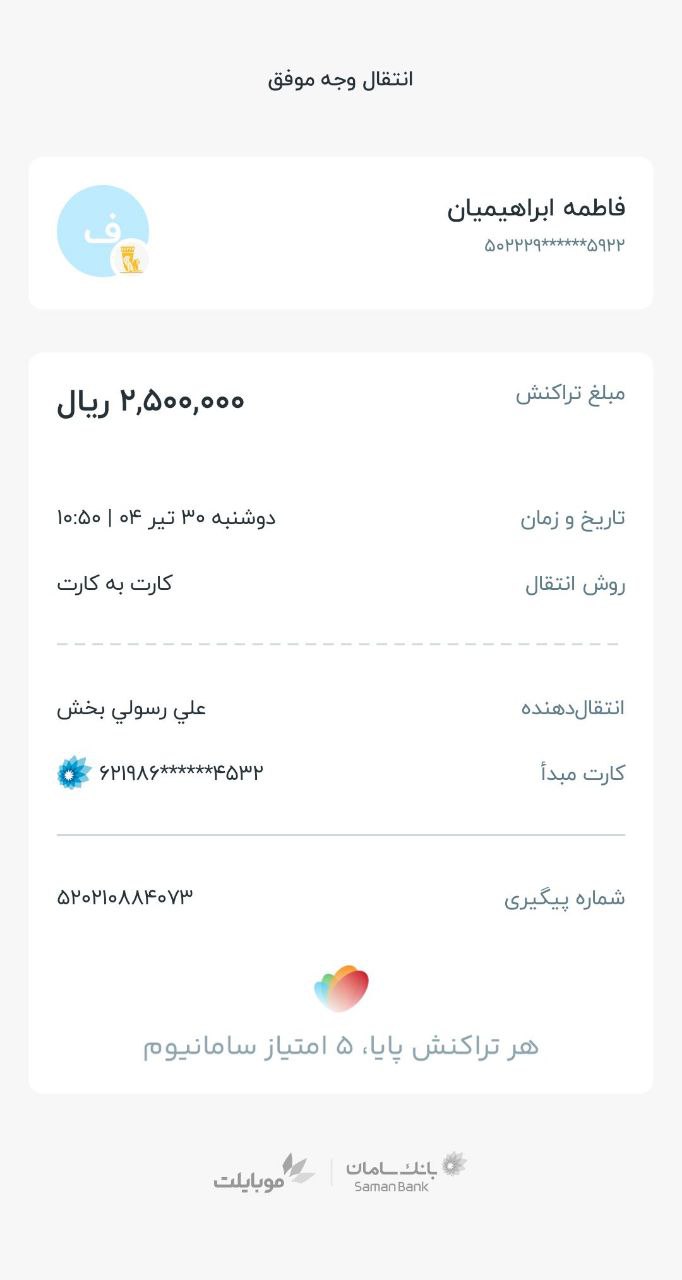 انتقال وجه موفق
فاطمه ابراهیمیان
ف
۵۰۲۲۲۹******۵۹۲۲
مبلغ تراکنش ۲,۵۰۰,۰۰۰ ریال
تاریخ و زمان دوشنبه ۳۰ تیر ۰۴ | ۱۰:۵۰
روش انتقال کارت به کارت
انتقال‌دهنده علي رسولي بخش
کارت مبدأ ۶۲۱۹۸۶******۴۵۳۲
شماره پیگیری ۵۲۰۲۱۰۸۸۴۰۷۳
هر تراکنش پایا، ۵ امتیاز سامانیوم
بانک سامان | موبایلت
Saman Bank